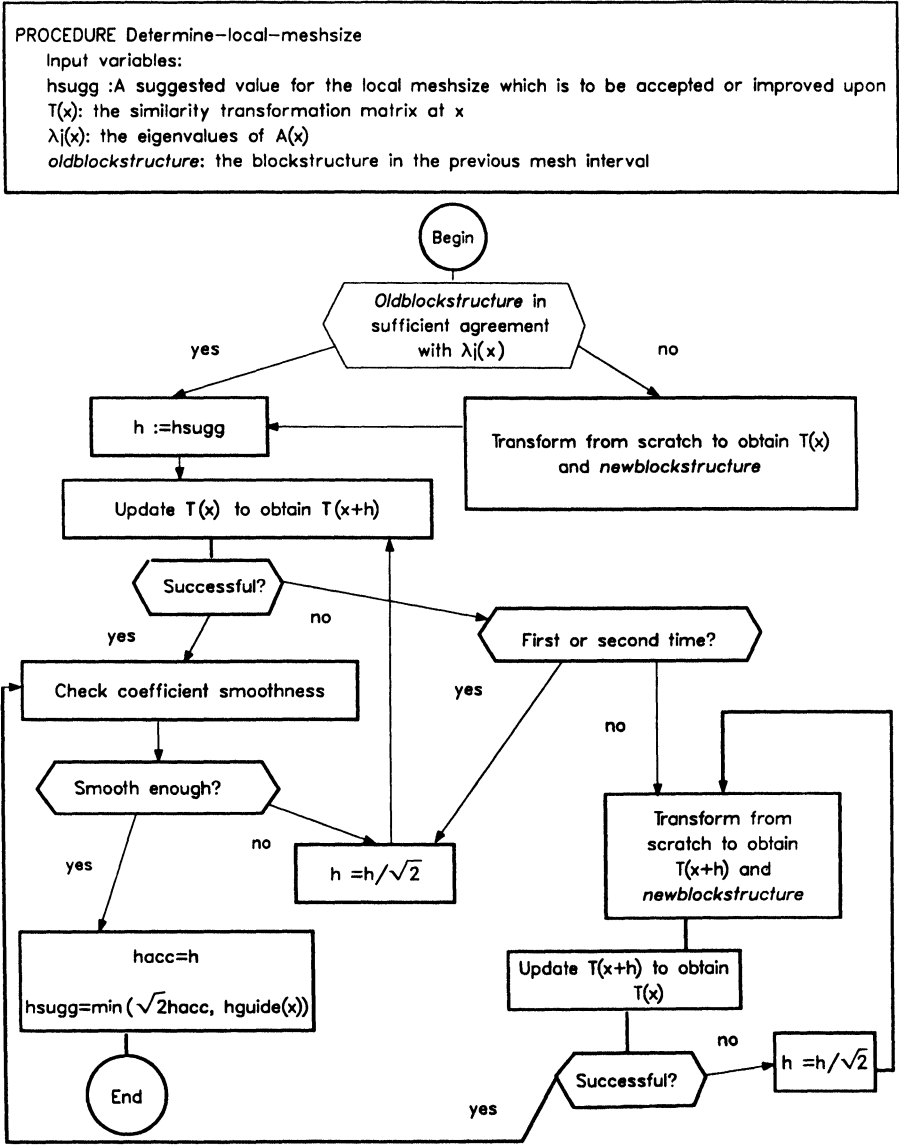 PROCEDURE Determine-local-meshsize
Input variables:
hsugg :A suggested value for the local meshsize which is to be accepted or improved upon
T(x): the similarity transformation matrix at x
λj(x): the eigenvalues of A(x)
oldblockstructure: the blockstructure in the previous mesh interval
Begin
Oldblockstructure in
sufficient agreement
with λj(x)
yes
no
h :=hsugg
Transform from scratch to obtain T(x)
and newblockstructure
Update T(x) to obtain T(x+h)
Successful?
no
yes
First or second time?
Check coefficient smoothness
yes
no
Smooth enough?
no
yes
h =h/√2
Transform from
scratch to obtain
T(x+h) and
newblockstructure
hacc=h
hsugg=min(√2hacc, hguide(x))
Update T(x+h) to obtain
T(x)
no
h =h/√2
Successful?
yes
End